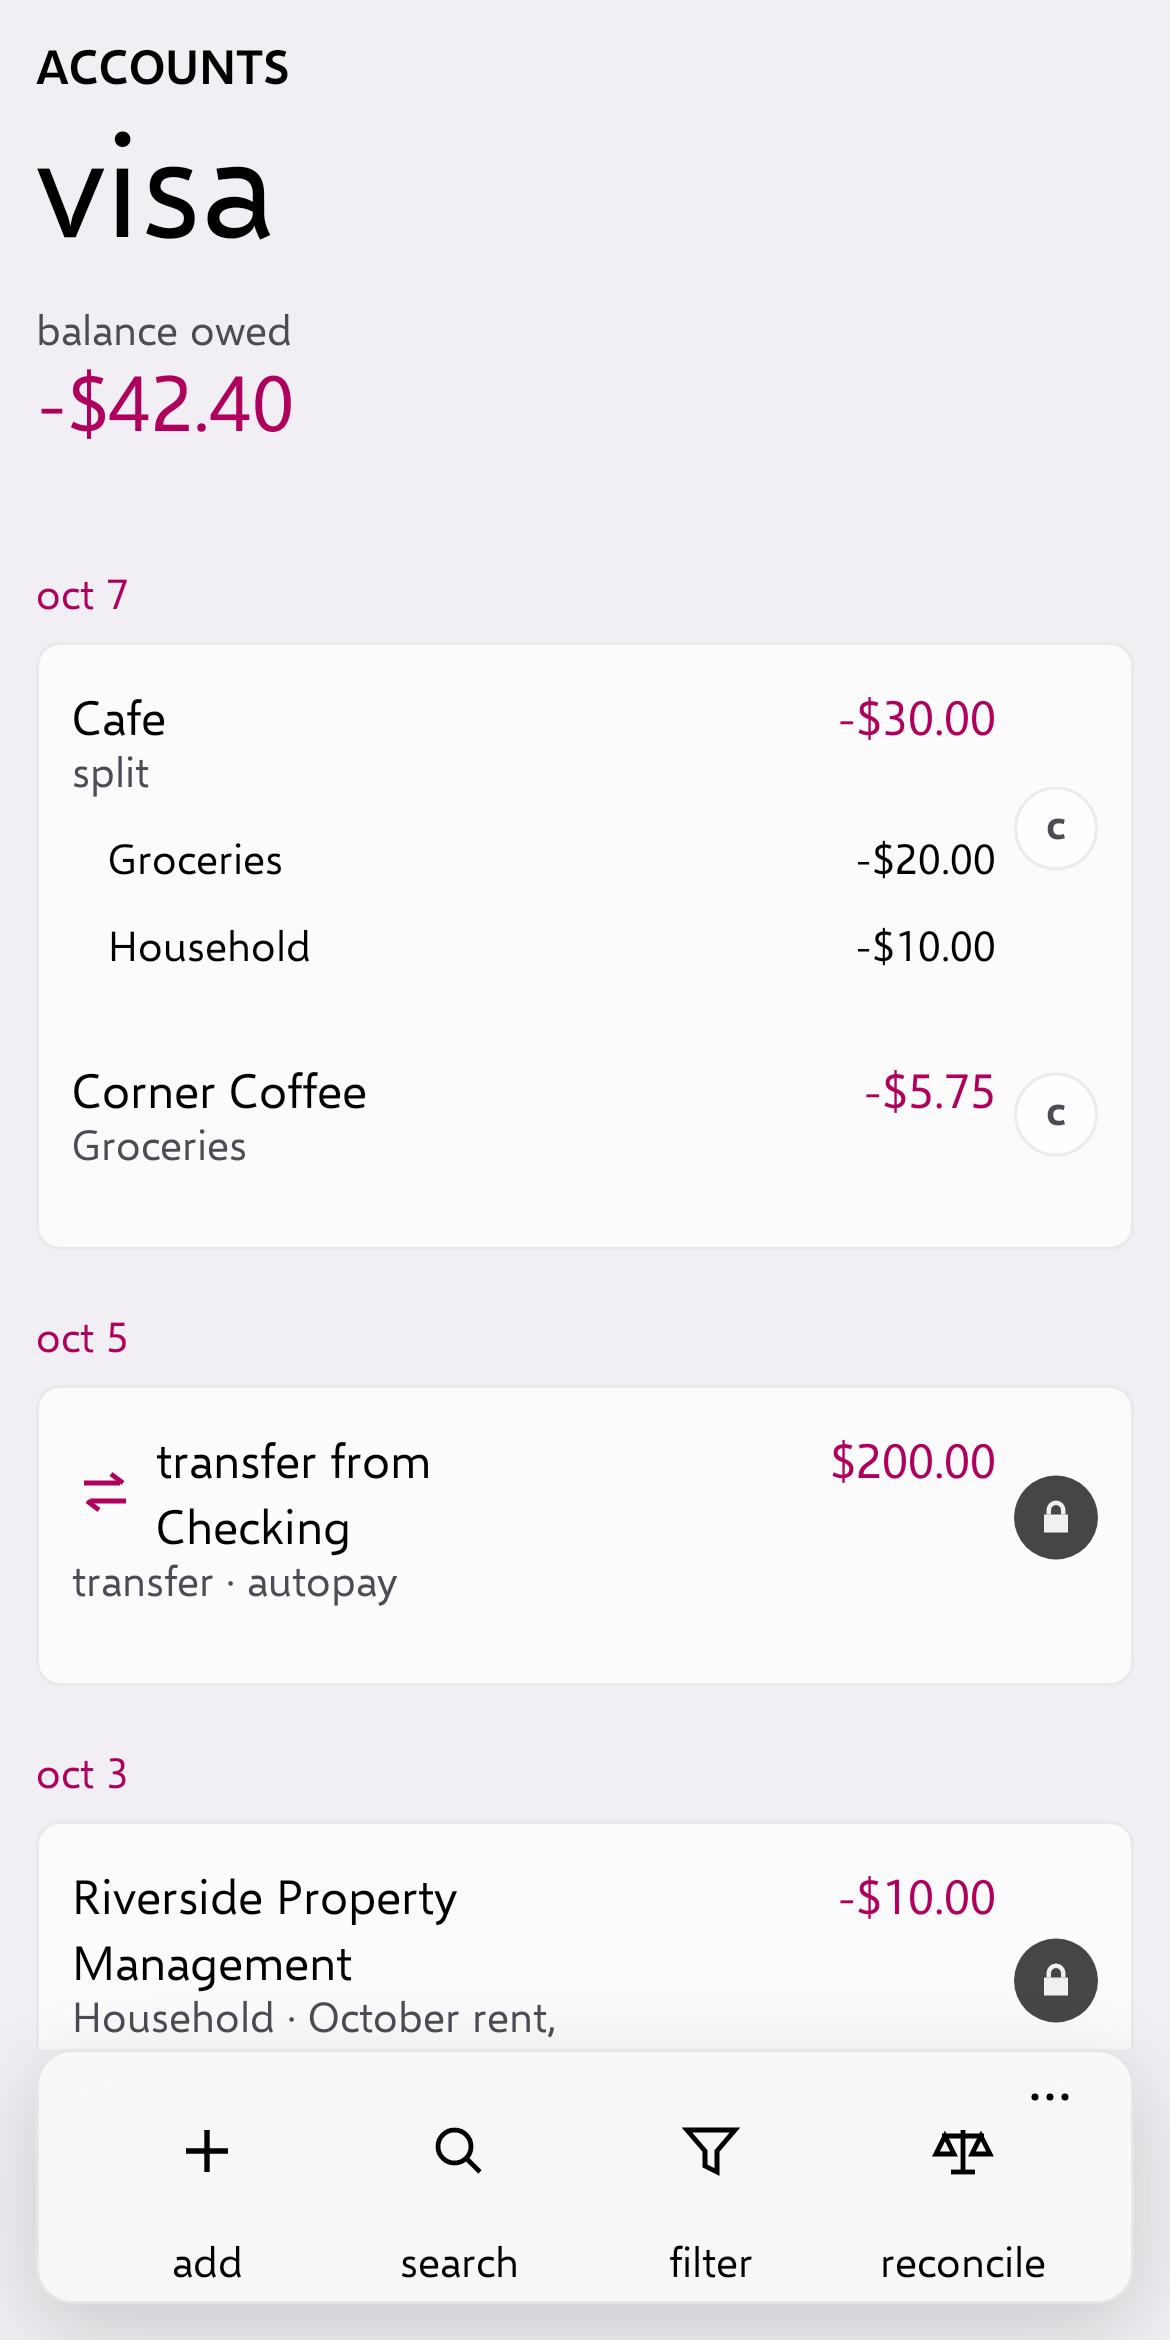 ACCOUNTS
visa
balance owed
-$42.40
oct 7
Cafe -$30.00
split
c
Groceries -$20.00
Household -$10.00
Corner Coffee -$5.75
c
Groceries
oct 5
transfer from $200.00
Checking
transfer · autopay
oct 3
Riverside Property -$10.00
Management
Household · October rent,
...
add search filter reconcile